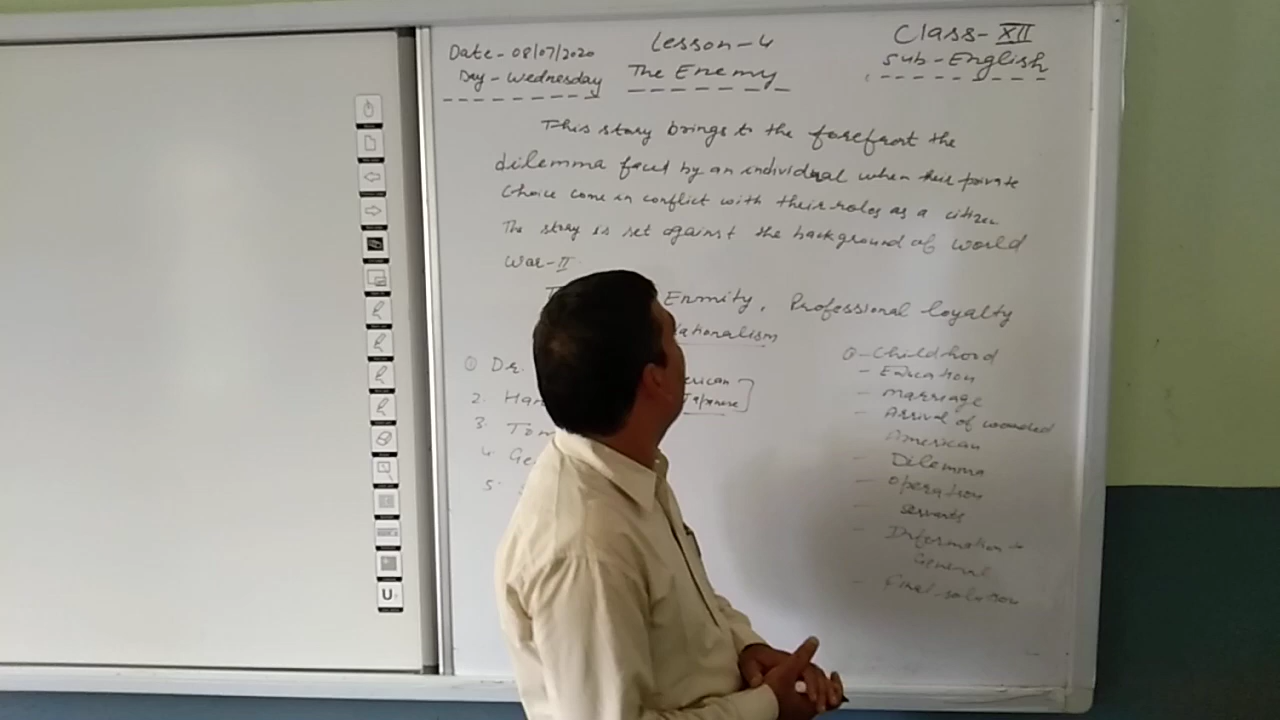 Date - 08/07/2020
Day - Wednesday
Lesson - 4
The Enemy
Class - XII
Sub - English
This story brings to the forefront the
dilemma faced by an individual when their private
Choice come in conflict with their roles as a citizen
The story is set against the background of world
War - II
Enmity, Professional loyalty
Nationalism
① Dr.
2. Han
3. Tom
4. Ge
5.
American
Japanese
Childhood
- Education
- marriage
- Arrival of wounded
American
- Dilemma
- operation
- servants
- Information to
General
- Final solution
U